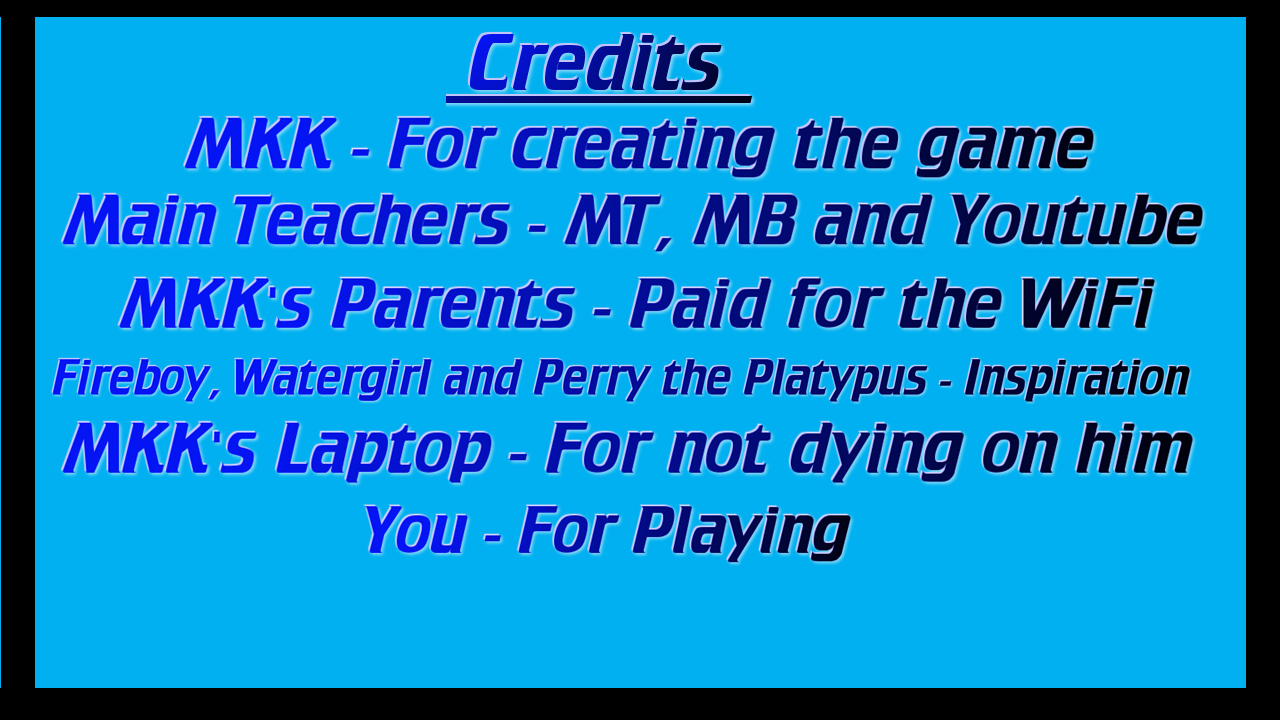 Credits
MKK - For creating the game
Main Teachers - MT, MB and Youtube
MKK's Parents - Paid for the WiFi
Fireboy, Watergirl and Perry the Platypus - Inspiration
MKK's Laptop - For not dying on him
You - For Playing